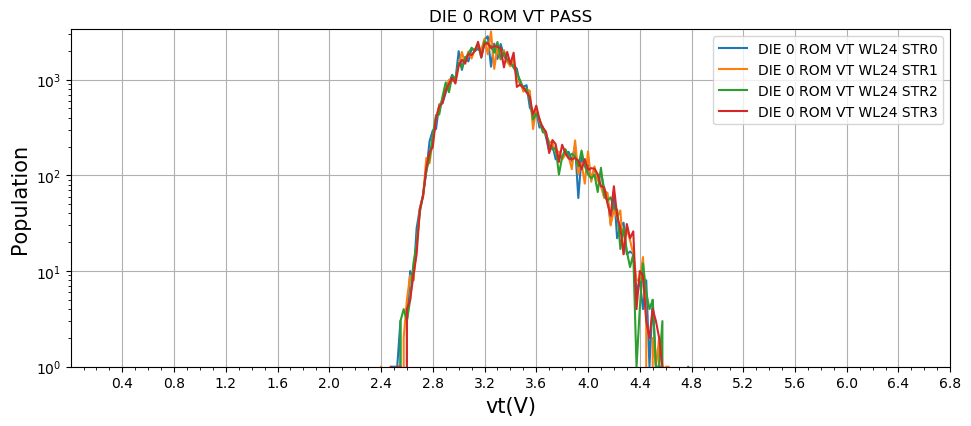 DIE 0 ROM VT PASS
DIE 0 ROM VT WL24 STR0
DIE 0 ROM VT WL24 STR1
DIE 0 ROM VT WL24 STR2
DIE 0 ROM VT WL24 STR3
Population
10³
10²
10¹
10⁰
0.4 0.8 1.2 1.6 2.0 2.4 2.8 3.2 3.6 4.0 4.4 4.8 5.2 5.6 6.0 6.4 6.8
vt(V)